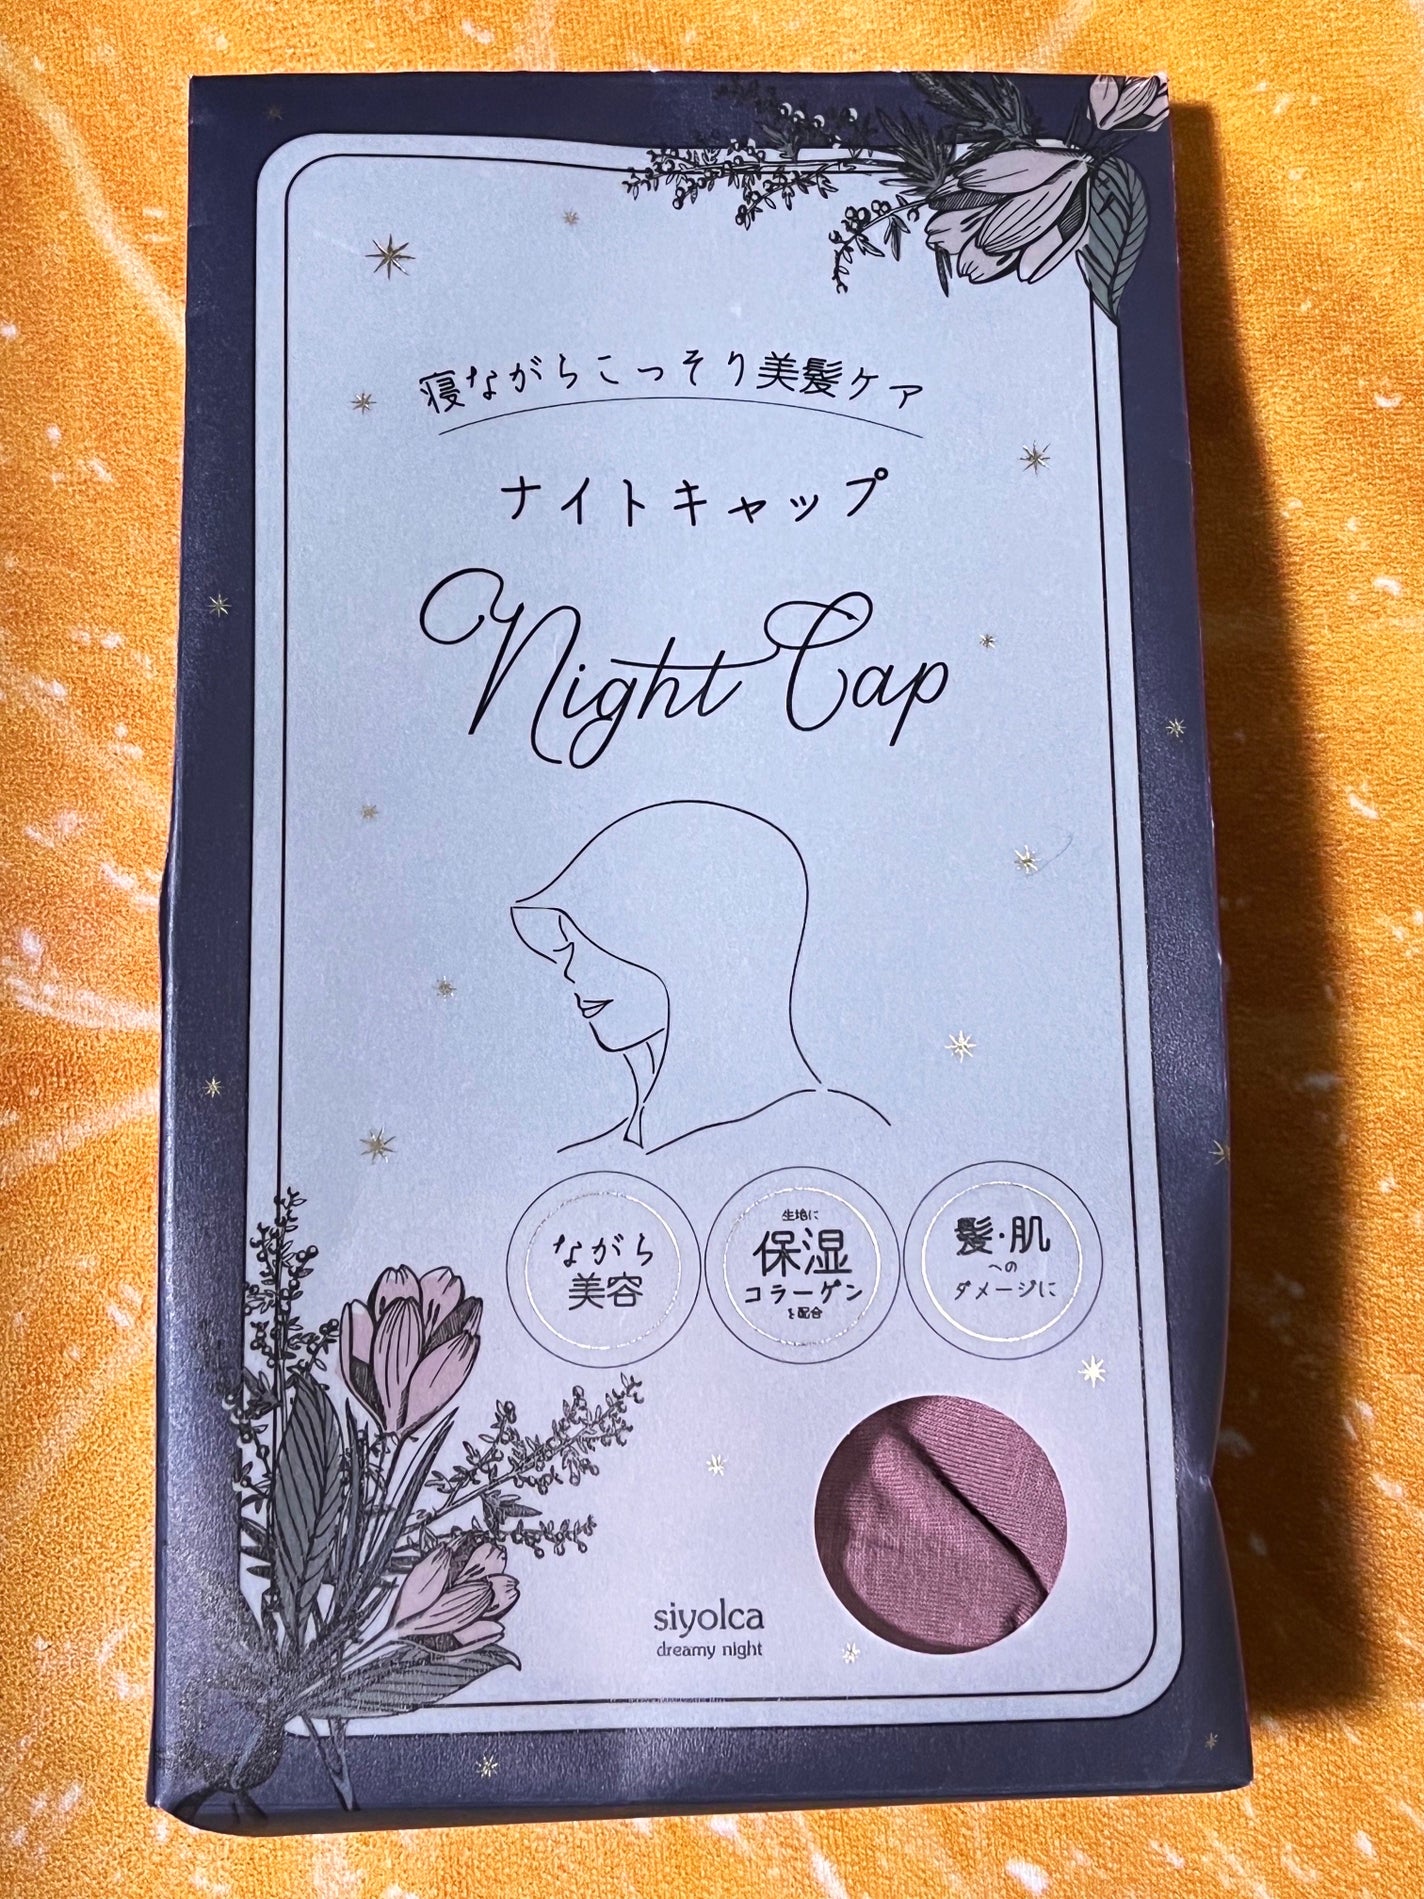 寝ながらこっそり美髪ケア
ナイトキャップ
Night Cap
ながら
美容
生地に
保湿
コラーゲン
を配合
髪・肌
への
ダメージに
siyolca
dreamy night